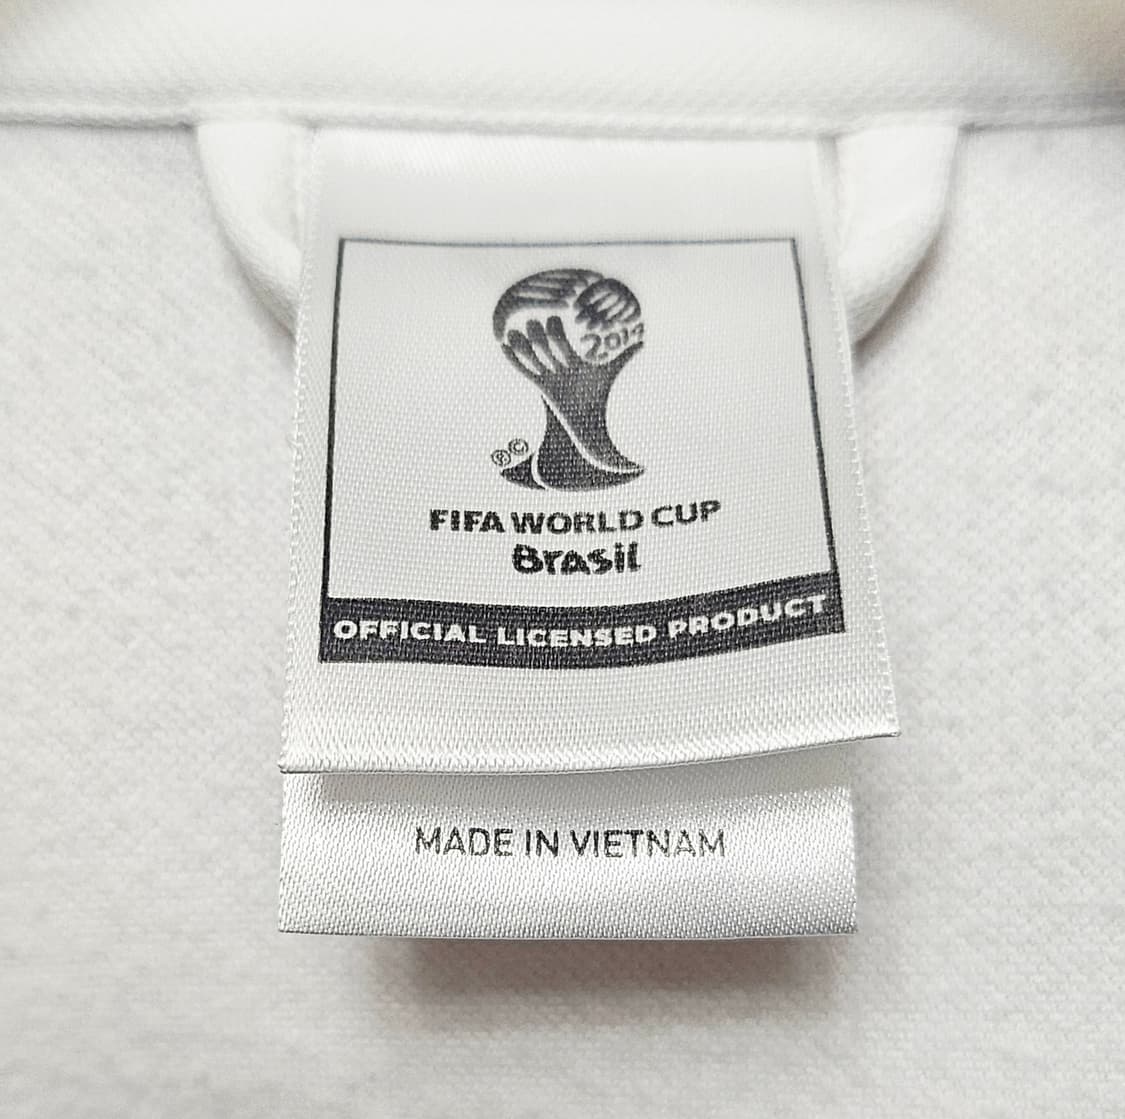 2014
®©
FIFA WORLD CUP
Brasil
OFFICIAL LICENSED PRODUCT
MADE IN VIETNAM